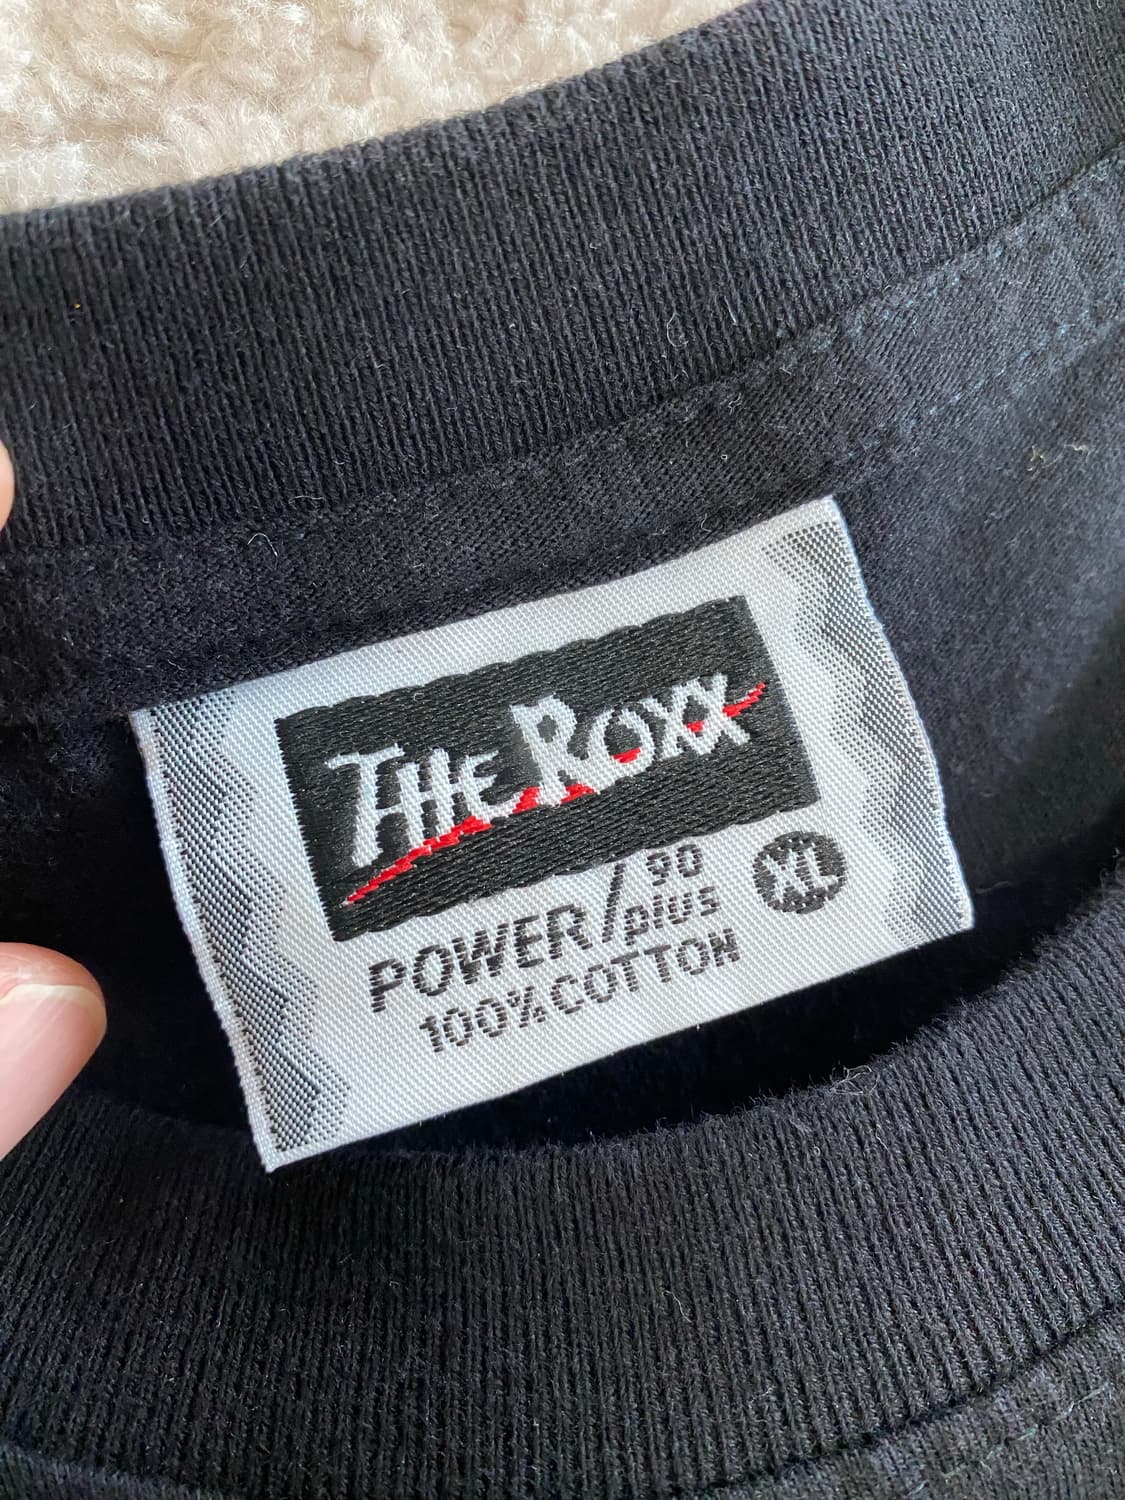 THE ROXX
POWER/90 plus XL
100% COTTON